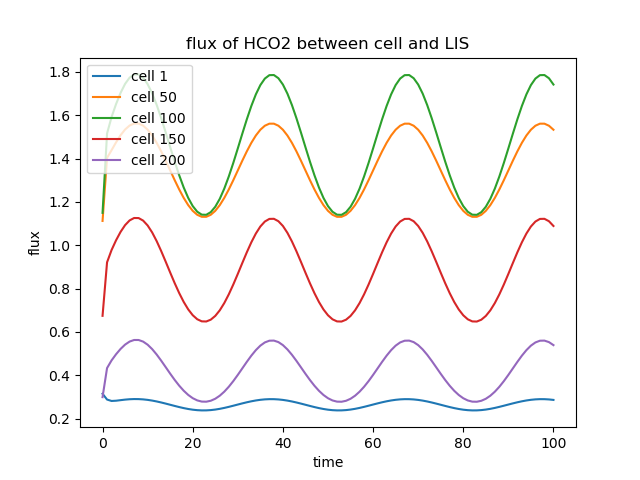 flux of HCO2 between cell and LIS
cell 1
cell 50
cell 100
cell 150
cell 200
1.8
1.6
1.4
1.2
1.0
0.8
0.6
0.4
0.2
flux
0 20 40 60 80 100
time